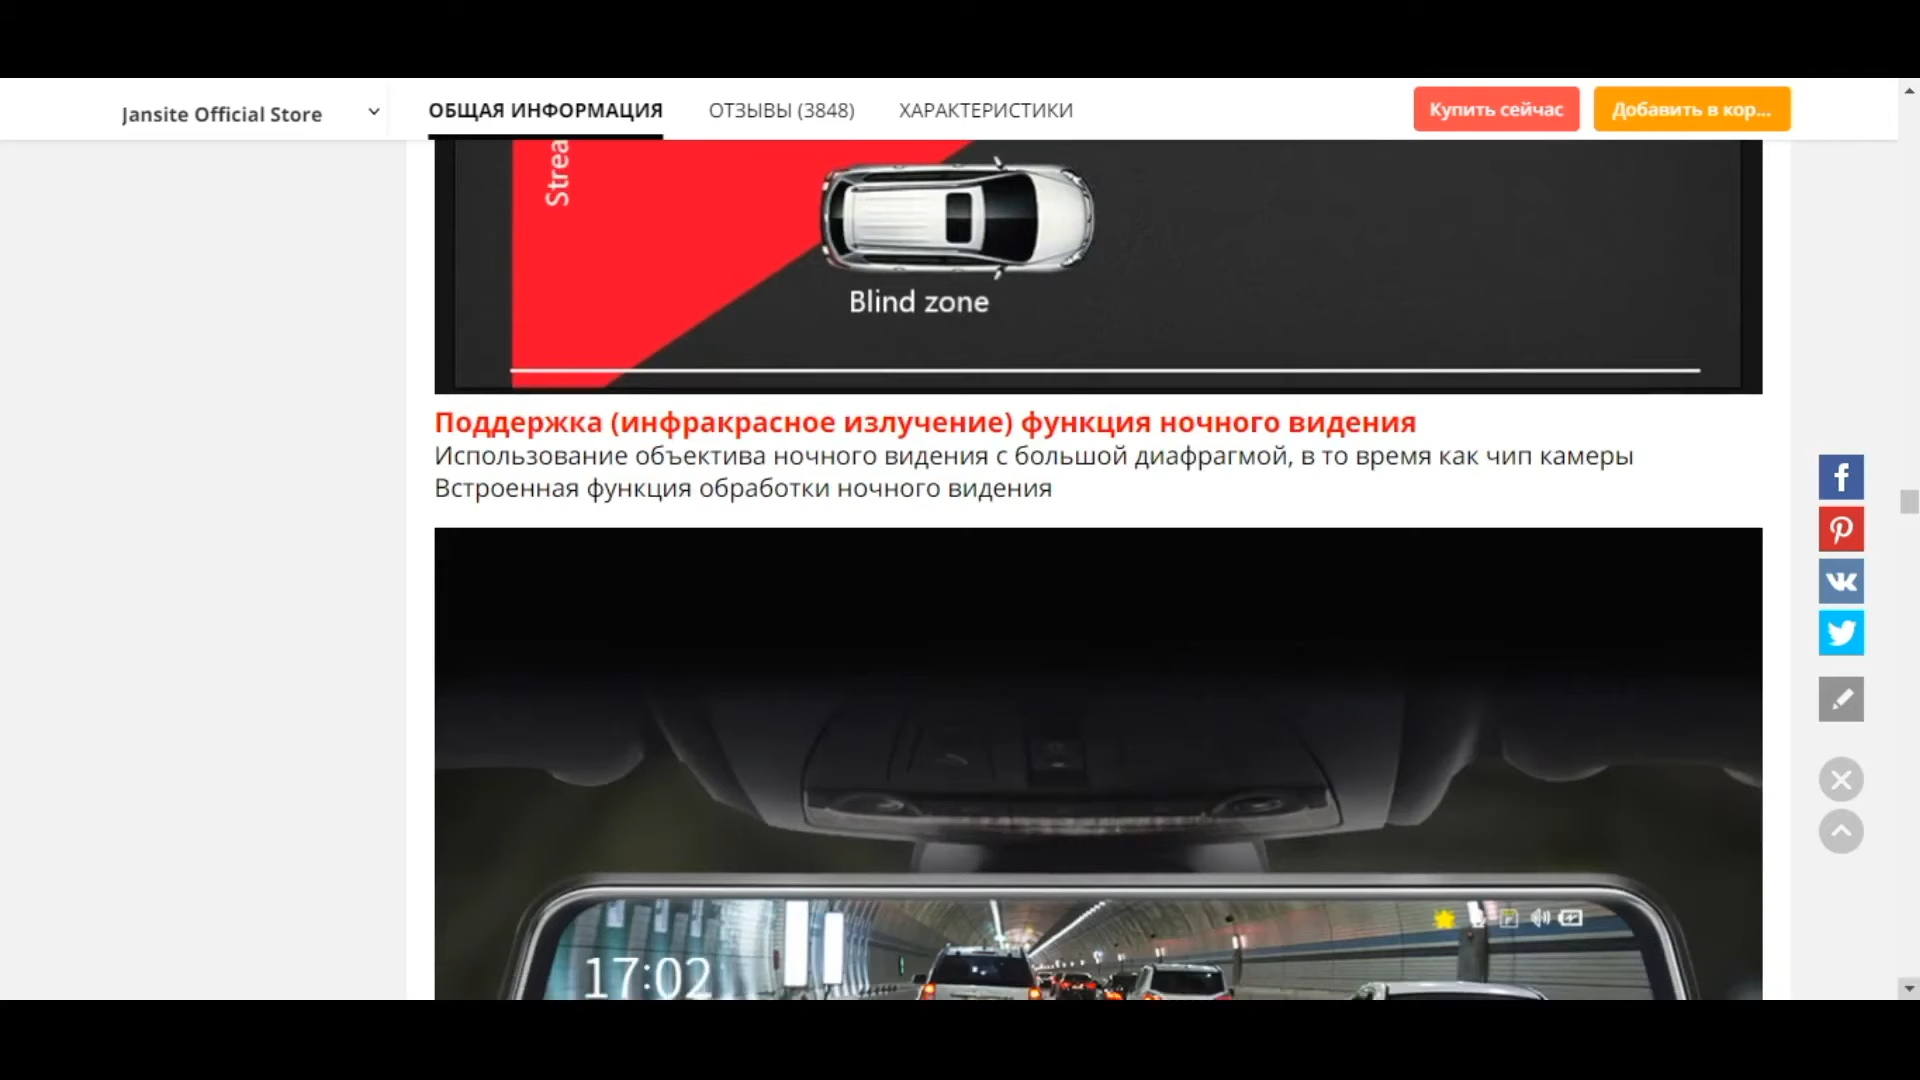 Jansite Official Store
ОБЩАЯ ИНФОРМАЦИЯ
ОТЗЫВЫ (3848)
ХАРАКТЕРИСТИКИ
Купить сейчас
Добавить в кор...
Strea
Blind zone
Поддержка (инфракрасное излучение) функция ночного видения
Использование объектива ночного видения с большой диафрагмой, в то время как чип камеры
Встроенная функция обработки ночного видения
17:02